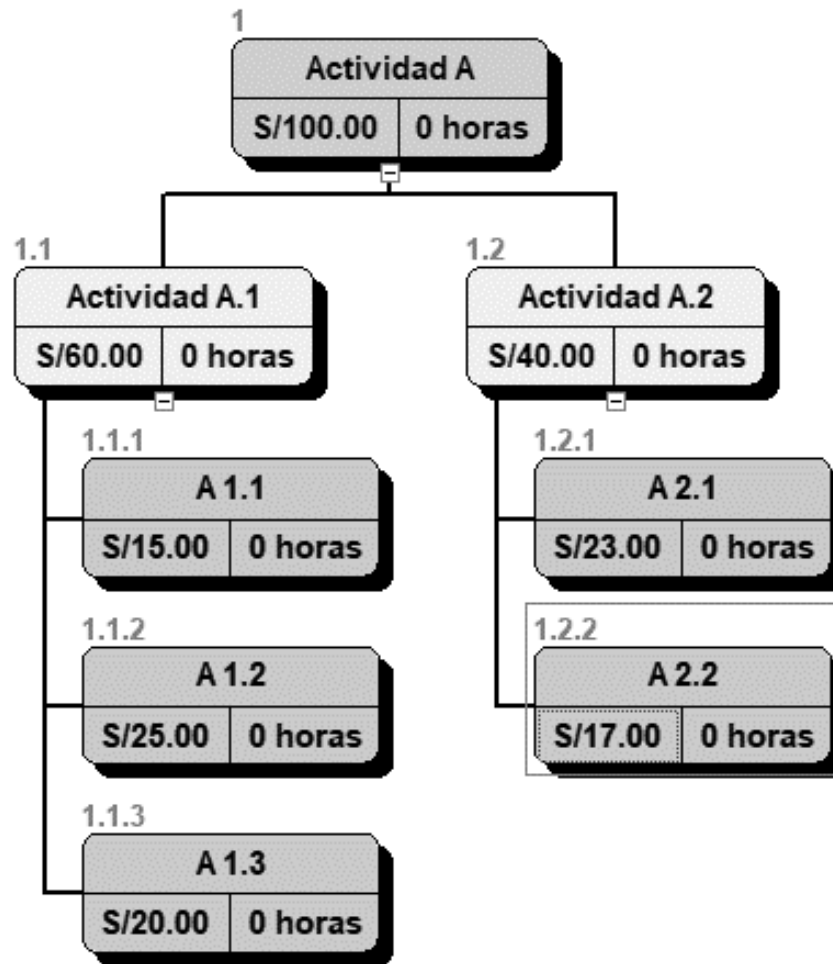 1
Actividad A
S/100.00 0 horas
1.1
Actividad A.1
S/60.00 0 horas
1.1.1
A 1.1
S/15.00 0 horas
1.1.2
A 1.2
S/25.00 0 horas
1.1.3
A 1.3
S/20.00 0 horas
1.2
Actividad A.2
S/40.00 0 horas
1.2.1
A 2.1
S/23.00 0 horas
1.2.2
A 2.2
S/17.00 0 horas